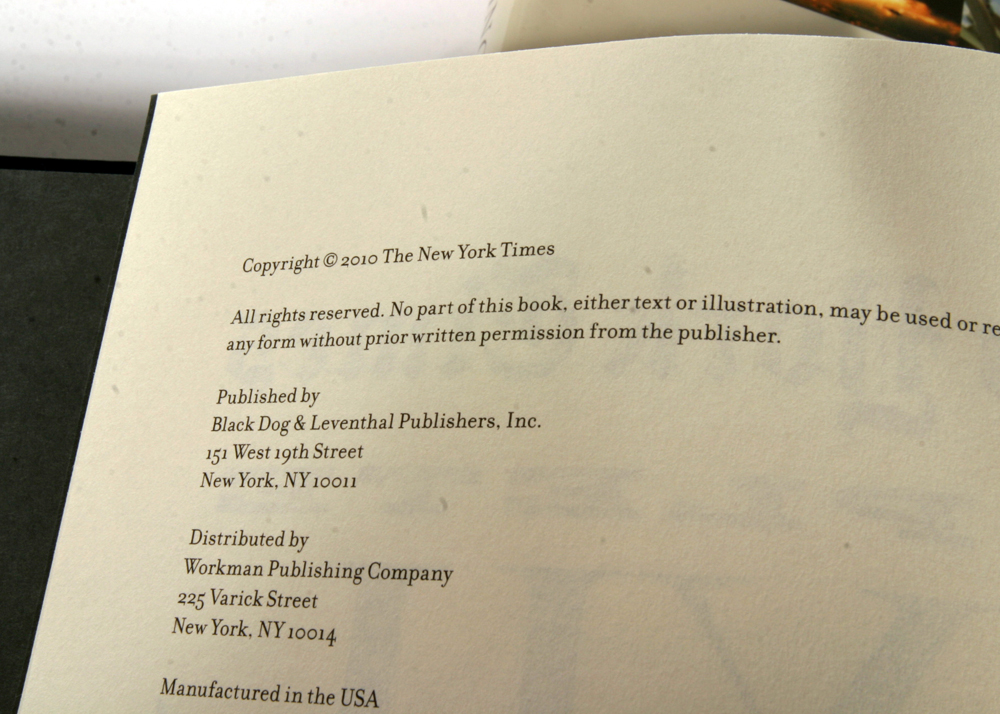 Copyright © 2010 The New York Times
All rights reserved. No part of this book, either text or illustration, may be used or re
any form without prior written permission from the publisher.
Published by
Black Dog & Leventhal Publishers, Inc.
151 West 19th Street
New York, NY 10011
Distributed by
Workman Publishing Company
225 Varick Street
New York, NY 10014
Manufactured in the USA